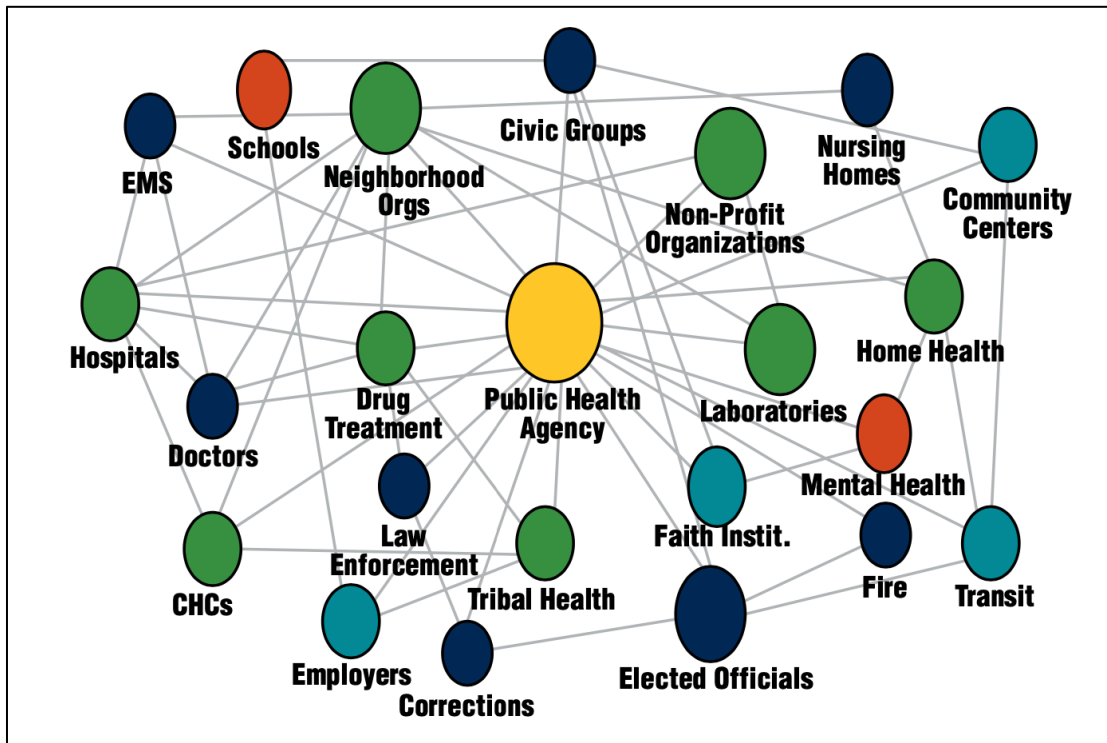 Schools
Civic Groups
Nursing
Homes
EMS
Neighborhood
Orgs
Non-Profit
Organizations
Community
Centers
Hospitals
Drug
Treatment
Public Health
Agency
Laboratories
Home Health
Doctors
Mental Health
Law
Enforcement
Faith Instit.
CHCs
Tribal Health
Fire
Transit
Employers
Corrections
Elected Officials